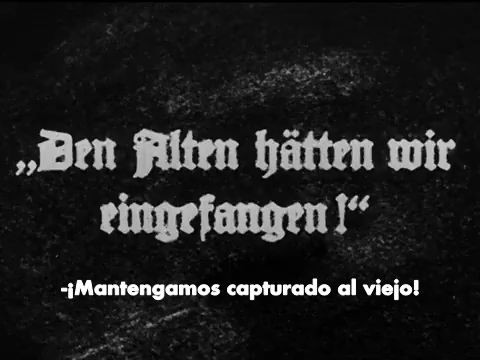 „Den Alten hätten wir
eingefangen!“
-¡Mantengamos capturado al viejo!